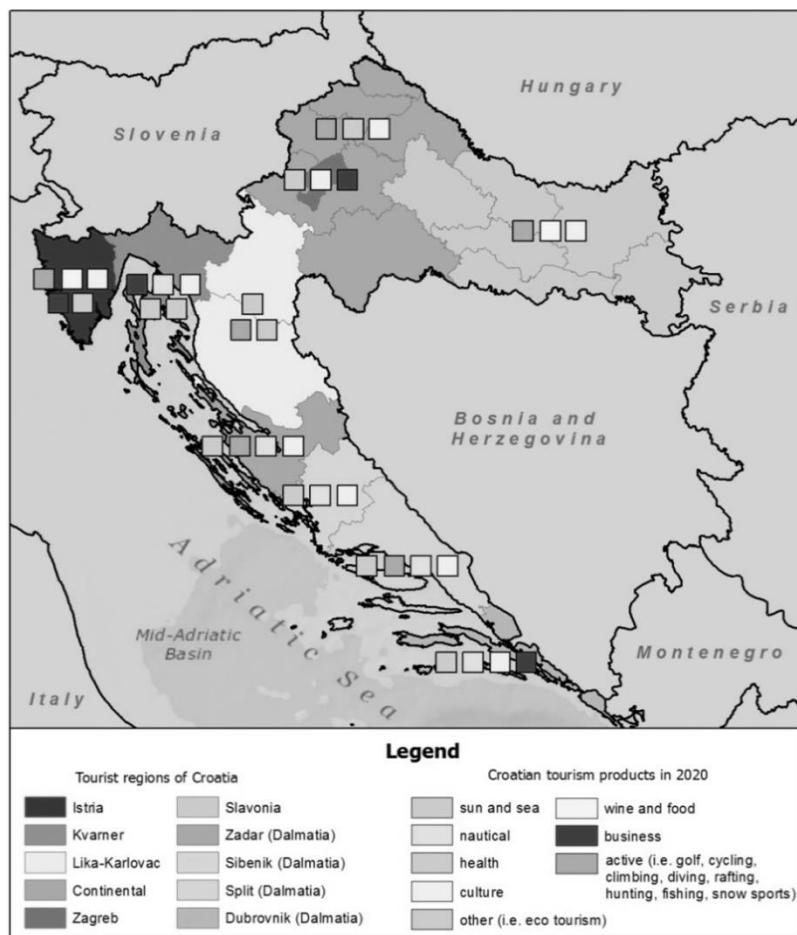 Hungary
Slovenia
Serbia
Bosnia and
Herzegovina
Adriatic Sea
Mid-Adriatic
Basin
Montenegro
Italy
Legend
Tourist regions of Croatia
Istria
Kvarner
Lika-Karlovac
Continental
Zagreb
Slavonia
Zadar (Dalmatia)
Sibenik (Dalmatia)
Split (Dalmatia)
Dubrovnik (Dalmatia)
Croatian tourism products in 2020
sun and sea
nautical
health
culture
other (i.e. eco tourism)
wine and food
business
active (i.e. golf, cycling,
climbing, diving, rafting,
hunting, fishing, snow sports)